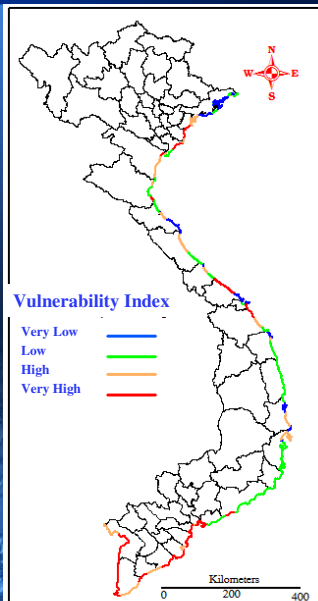 N
W E
S
Vulnerability Index
Very Low
Low
High
Very High
Kilometers
0 200 400